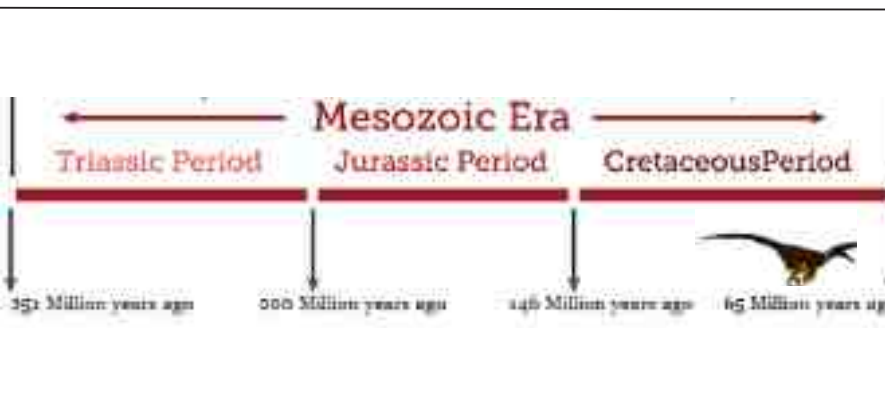 Mesozoic Era
Triassic Period Jurassic Period CretaceousPeriod
251 Million years ago 200 Million years ago 146 Million years ago 65 Million years ag